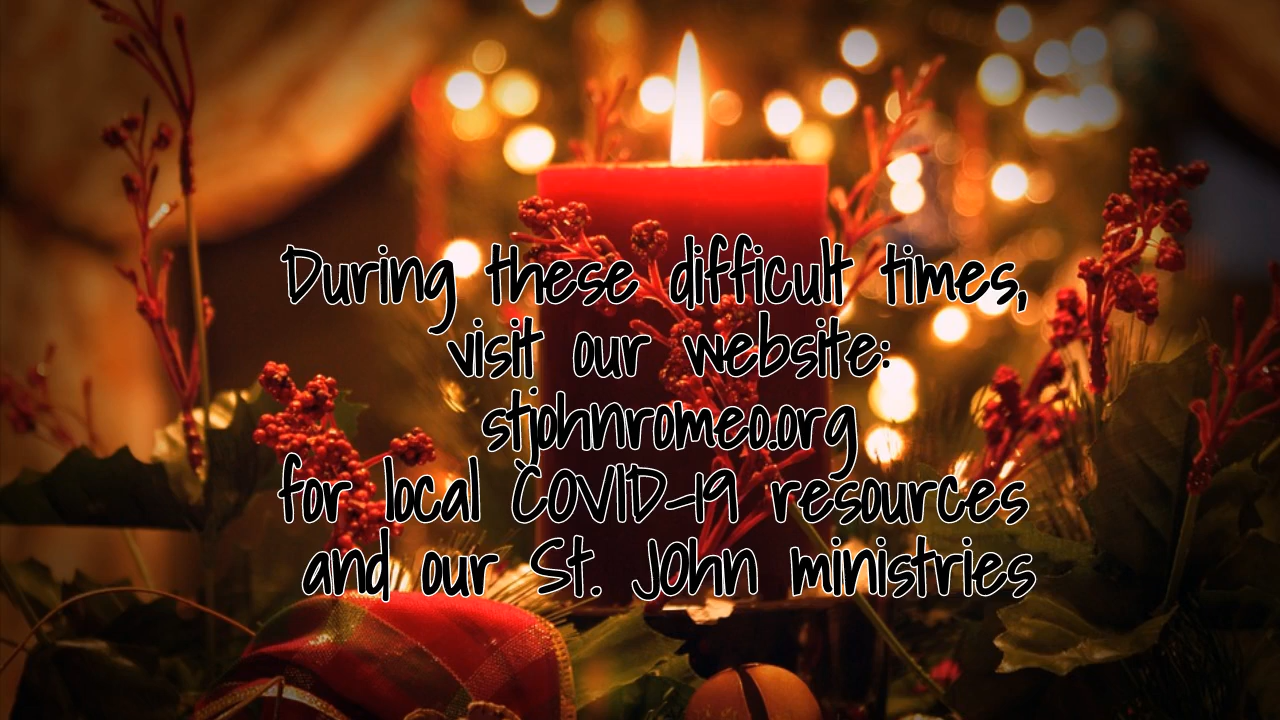 During these difficult times,
visit our website:
stjohnromeo.org
for local COVID-19 resources
and our St. John ministries